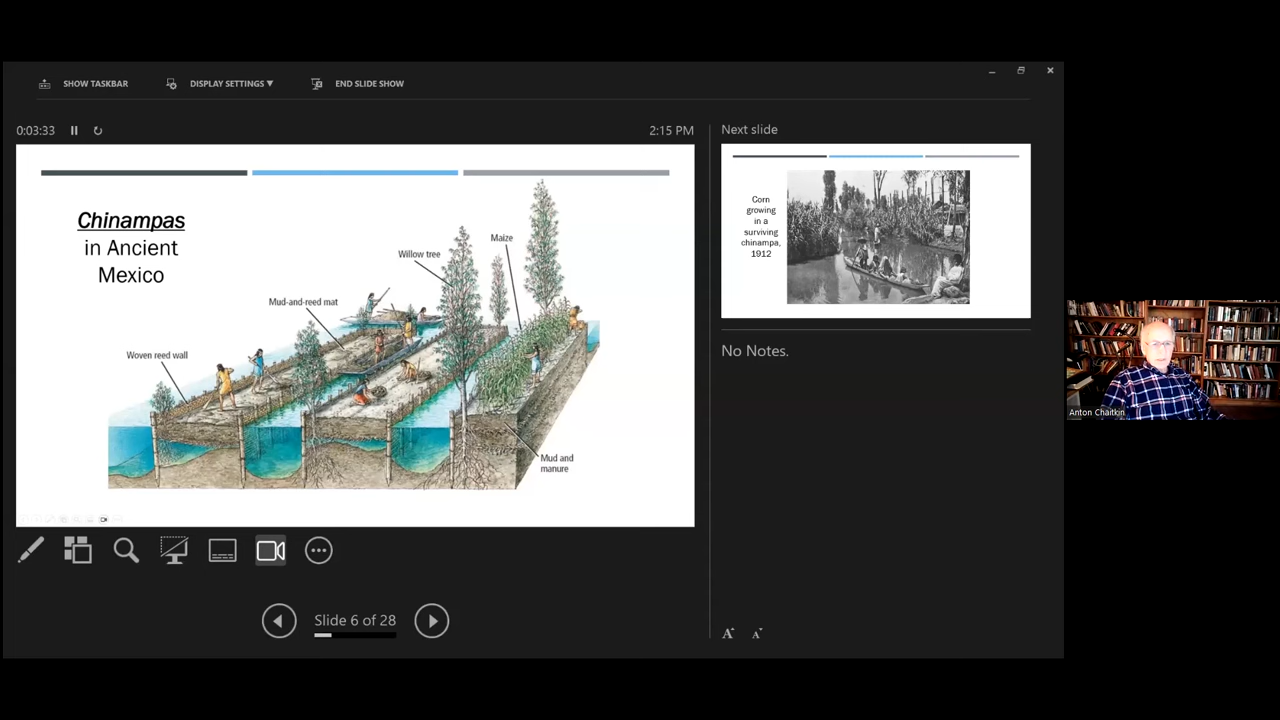 SHOW TASKBAR
DISPLAY SETTINGS ▼
END SLIDE SHOW
0:03:33
2:15 PM
Next slide
Chinampas
in Ancient
Mexico
Woven reed wall
Mud-and-reed mat
Willow tree
Maize
Mud and
manure
Corn
growing
in a
surviving
chinampa,
1912
No Notes.
Anton Chaitkin
Slide 6 of 28
A
A